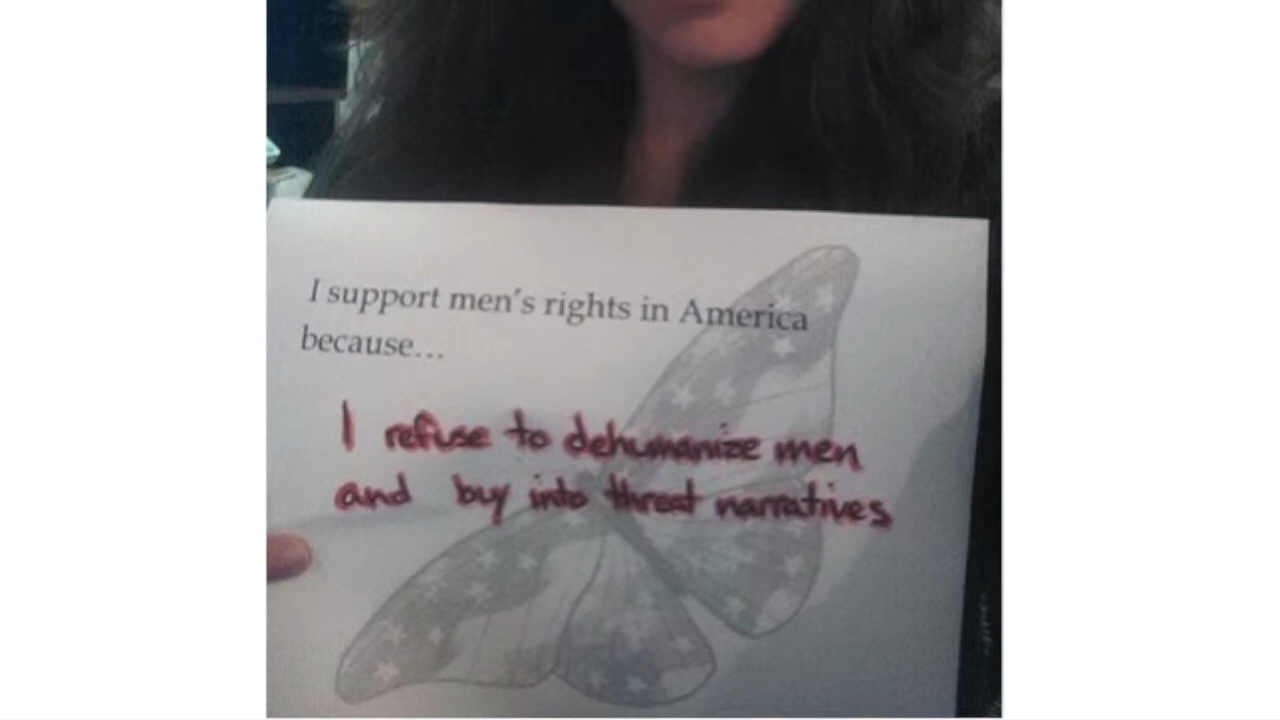 I support men's rights in America
because...
I refuse to dehumanize men
and buy into threat narratives